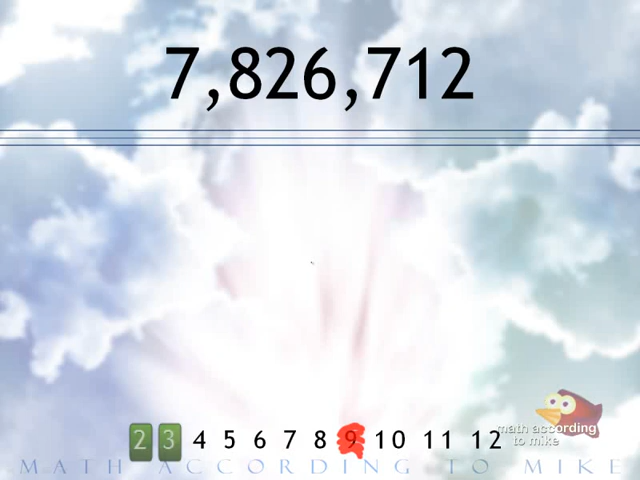 7,826,712
2 3 4 5 6 7 8 9 10 11 12
math according
to mike
MATH ACCORDING TO MIKE